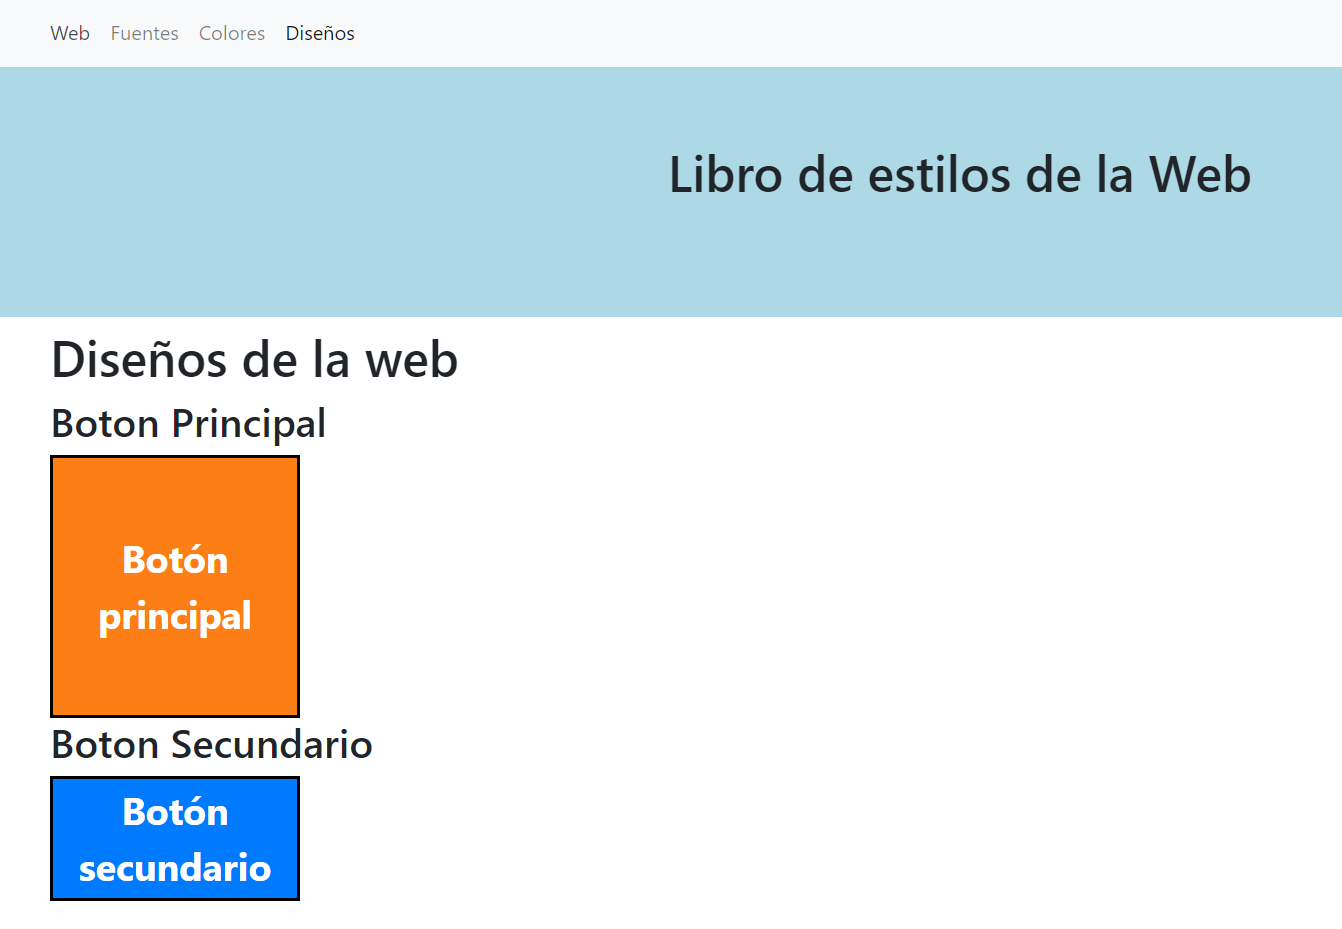 Web Fuentes Colores Diseños
Libro de estilos de la Web
Diseños de la web
Boton Principal
Botón
principal
Boton Secundario
Botón
secundario